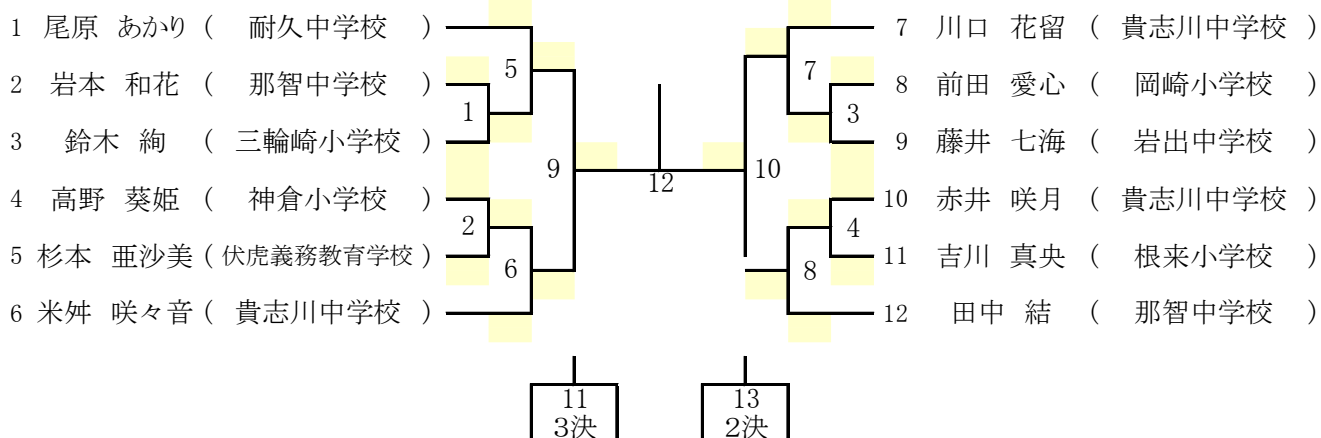 1 尾原 あかり ( 耐久中学校 )
2 岩本 和花 ( 那智中学校 )
3 鈴木 絢 ( 三輪崎小学校 )
4 高野 葵姫 ( 神倉小学校 )
5 杉本 亜沙美 ( 伏虎義務教育学校 )
6 米舛 咲々音 ( 貴志川中学校 )
5
1
9
2
6
12
7
3
10
4
8
7 川口 花留 ( 貴志川中学校 )
8 前田 愛心 ( 岡崎小学校 )
9 藤井 七海 ( 岩出中学校 )
10 赤井 咲月 ( 貴志川中学校 )
11 吉川 真央 ( 根来小学校 )
12 田中 結 ( 那智中学校 )
11
3決
13
2決